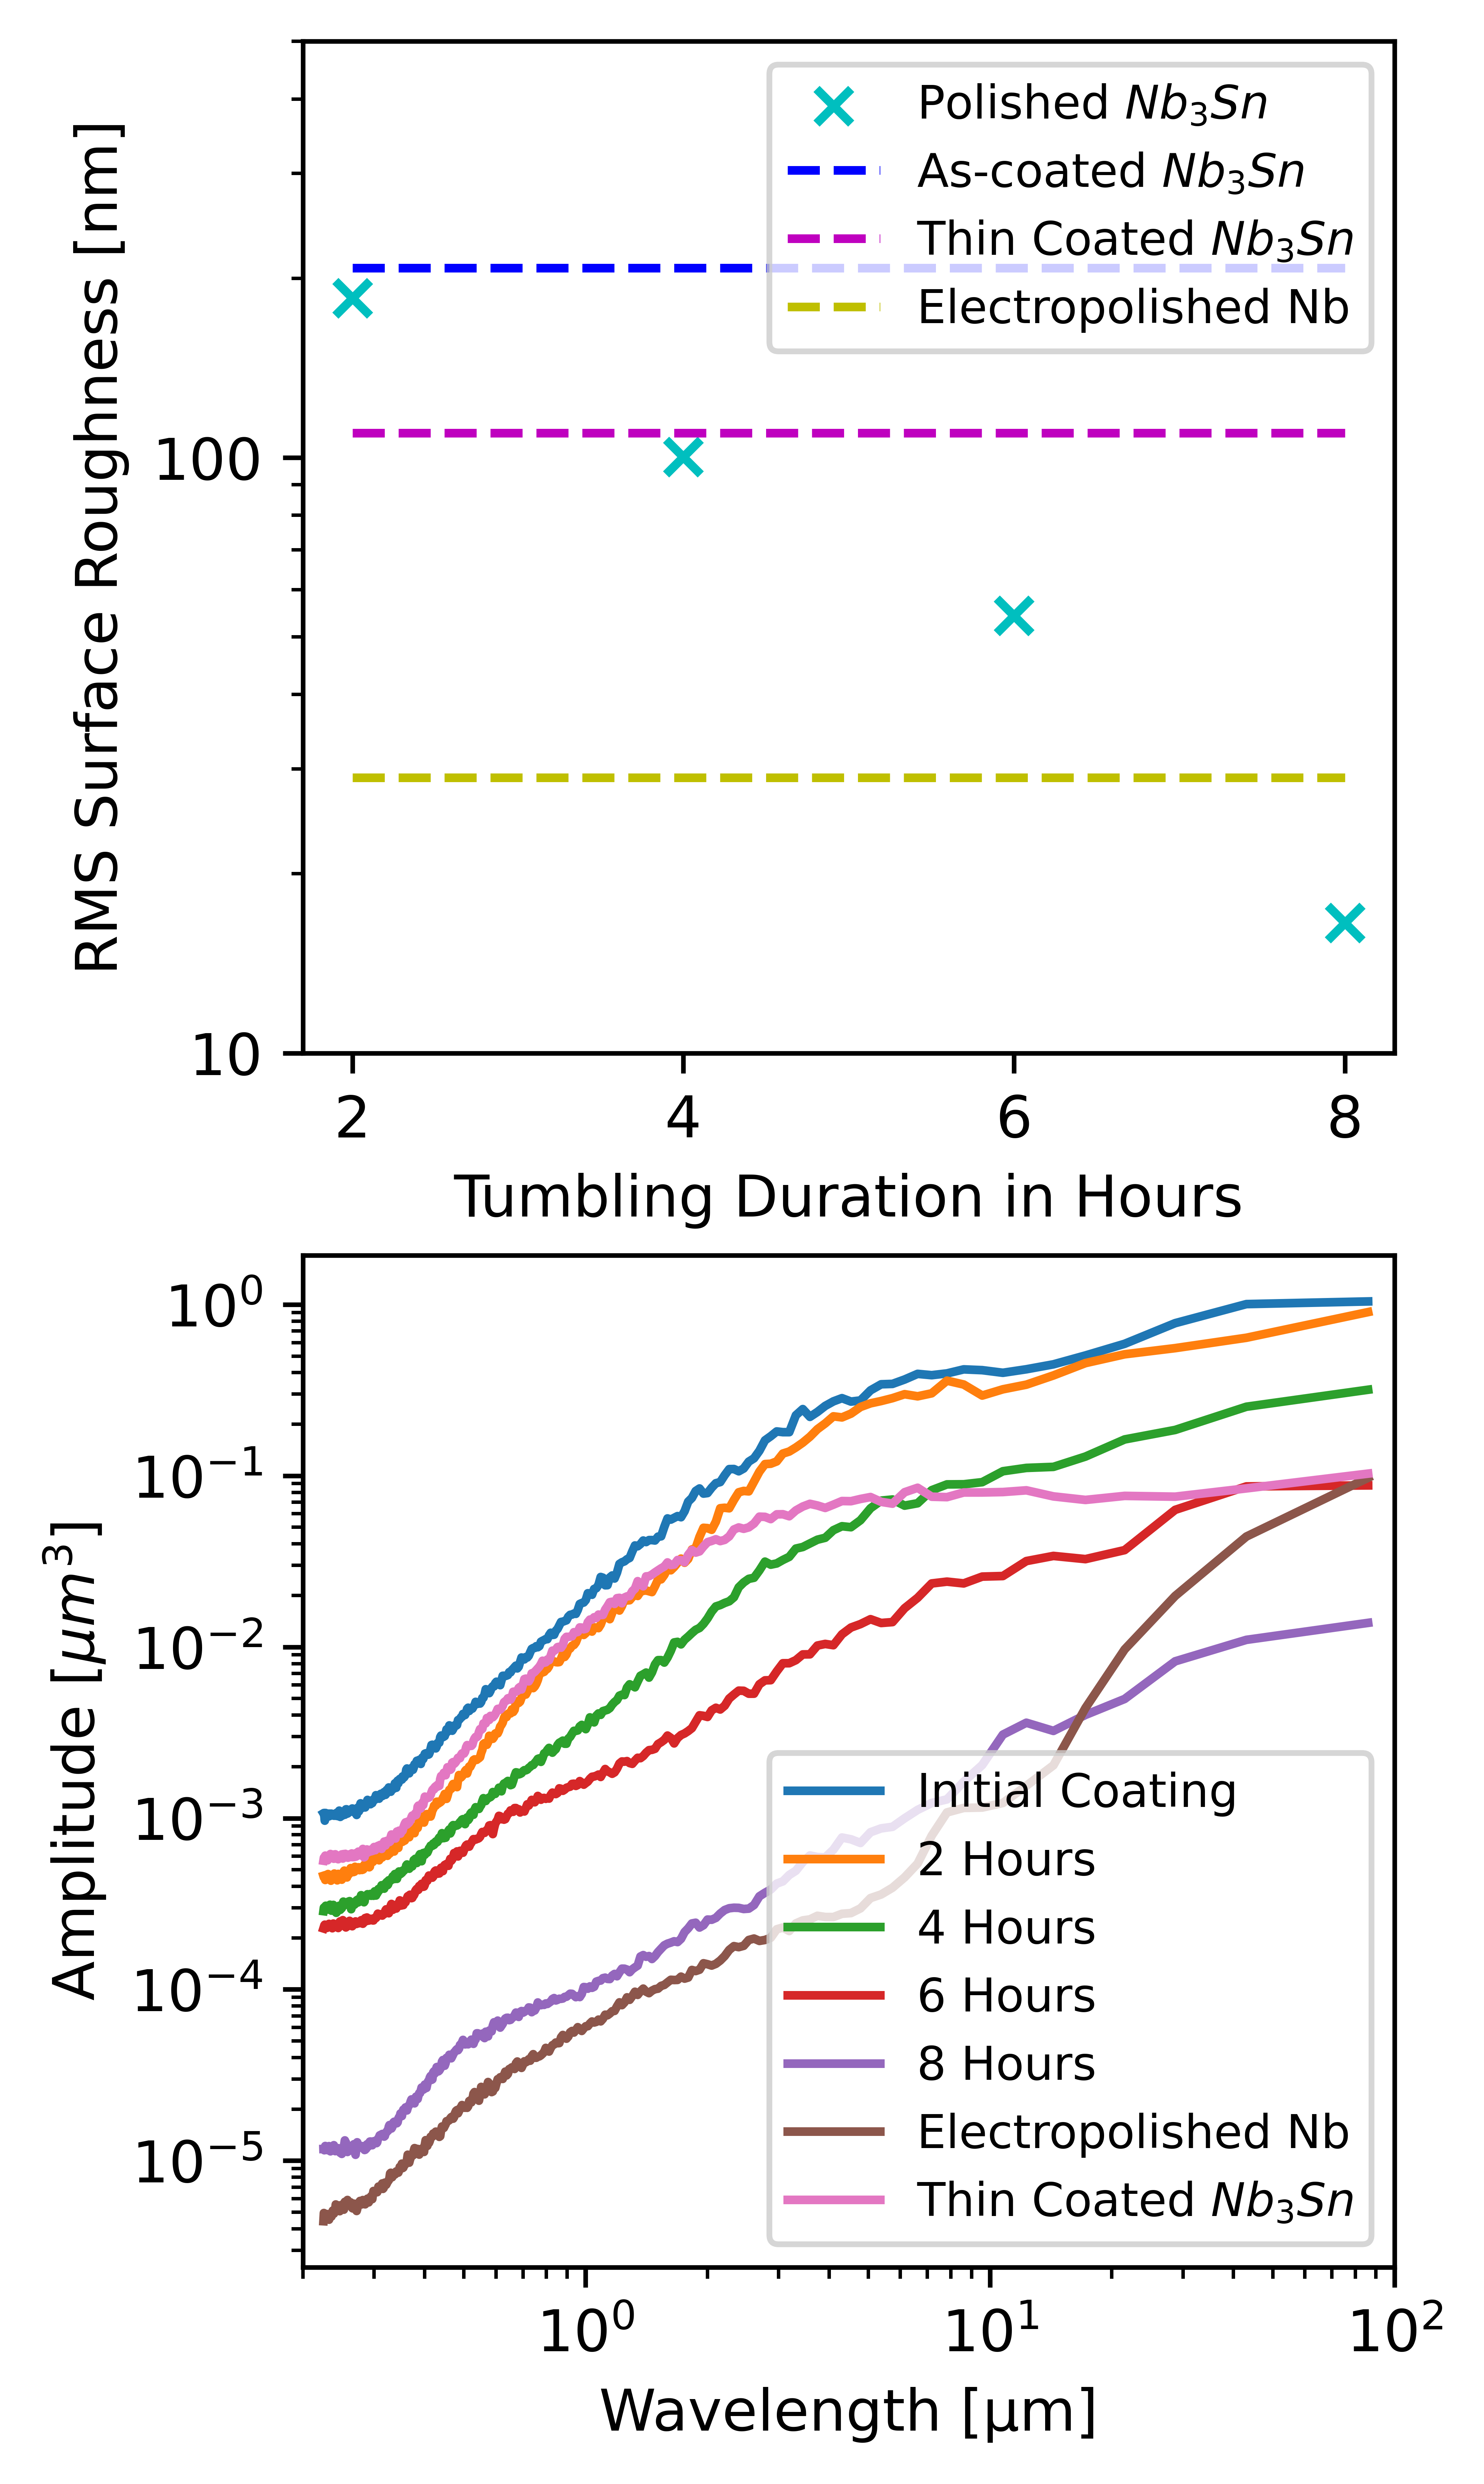 RMS Surface Roughness [nm]
100
10
Polished Nb₃Sn
As-coated Nb₃Sn
Thin Coated Nb₃Sn
Electropolished Nb
2 4 6 8
Tumbling Duration in Hours
Amplitude [μm³]
10⁰
10⁻¹
10⁻²
10⁻³
10⁻⁴
10⁻⁵
Initial Coating
2 Hours
4 Hours
6 Hours
8 Hours
Electropolished Nb
Thin Coated Nb₃Sn
10⁰ 10¹ 10²
Wavelength [μm]